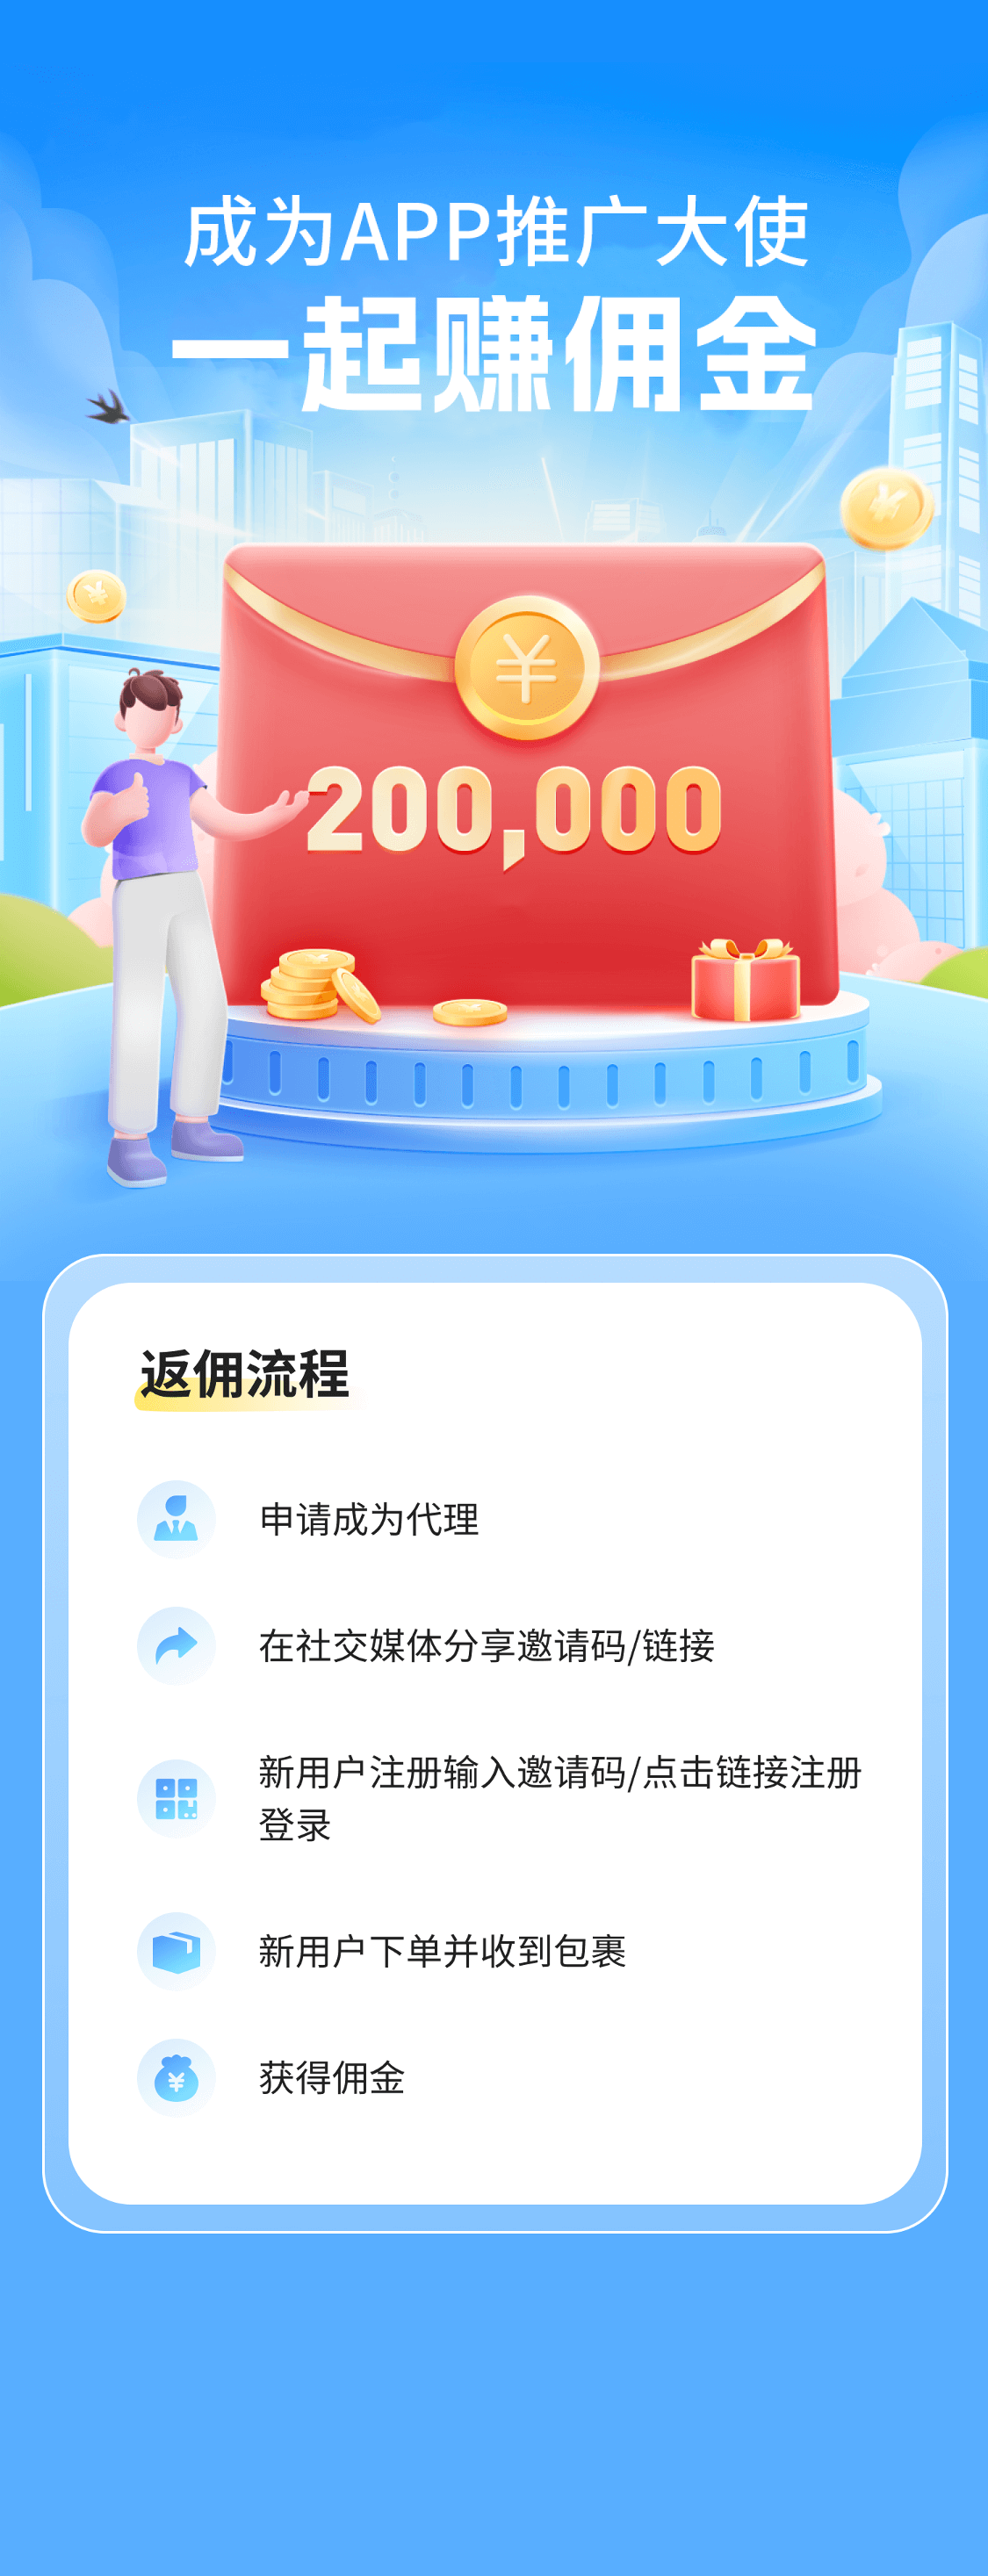 成为APP推广大使
一起赚佣金
¥
200,000
返佣流程
申请成为代理
在社交媒体分享邀请码/链接
新用户注册输入邀请码/点击链接注册
登录
新用户下单并收到包裹
¥
获得佣金